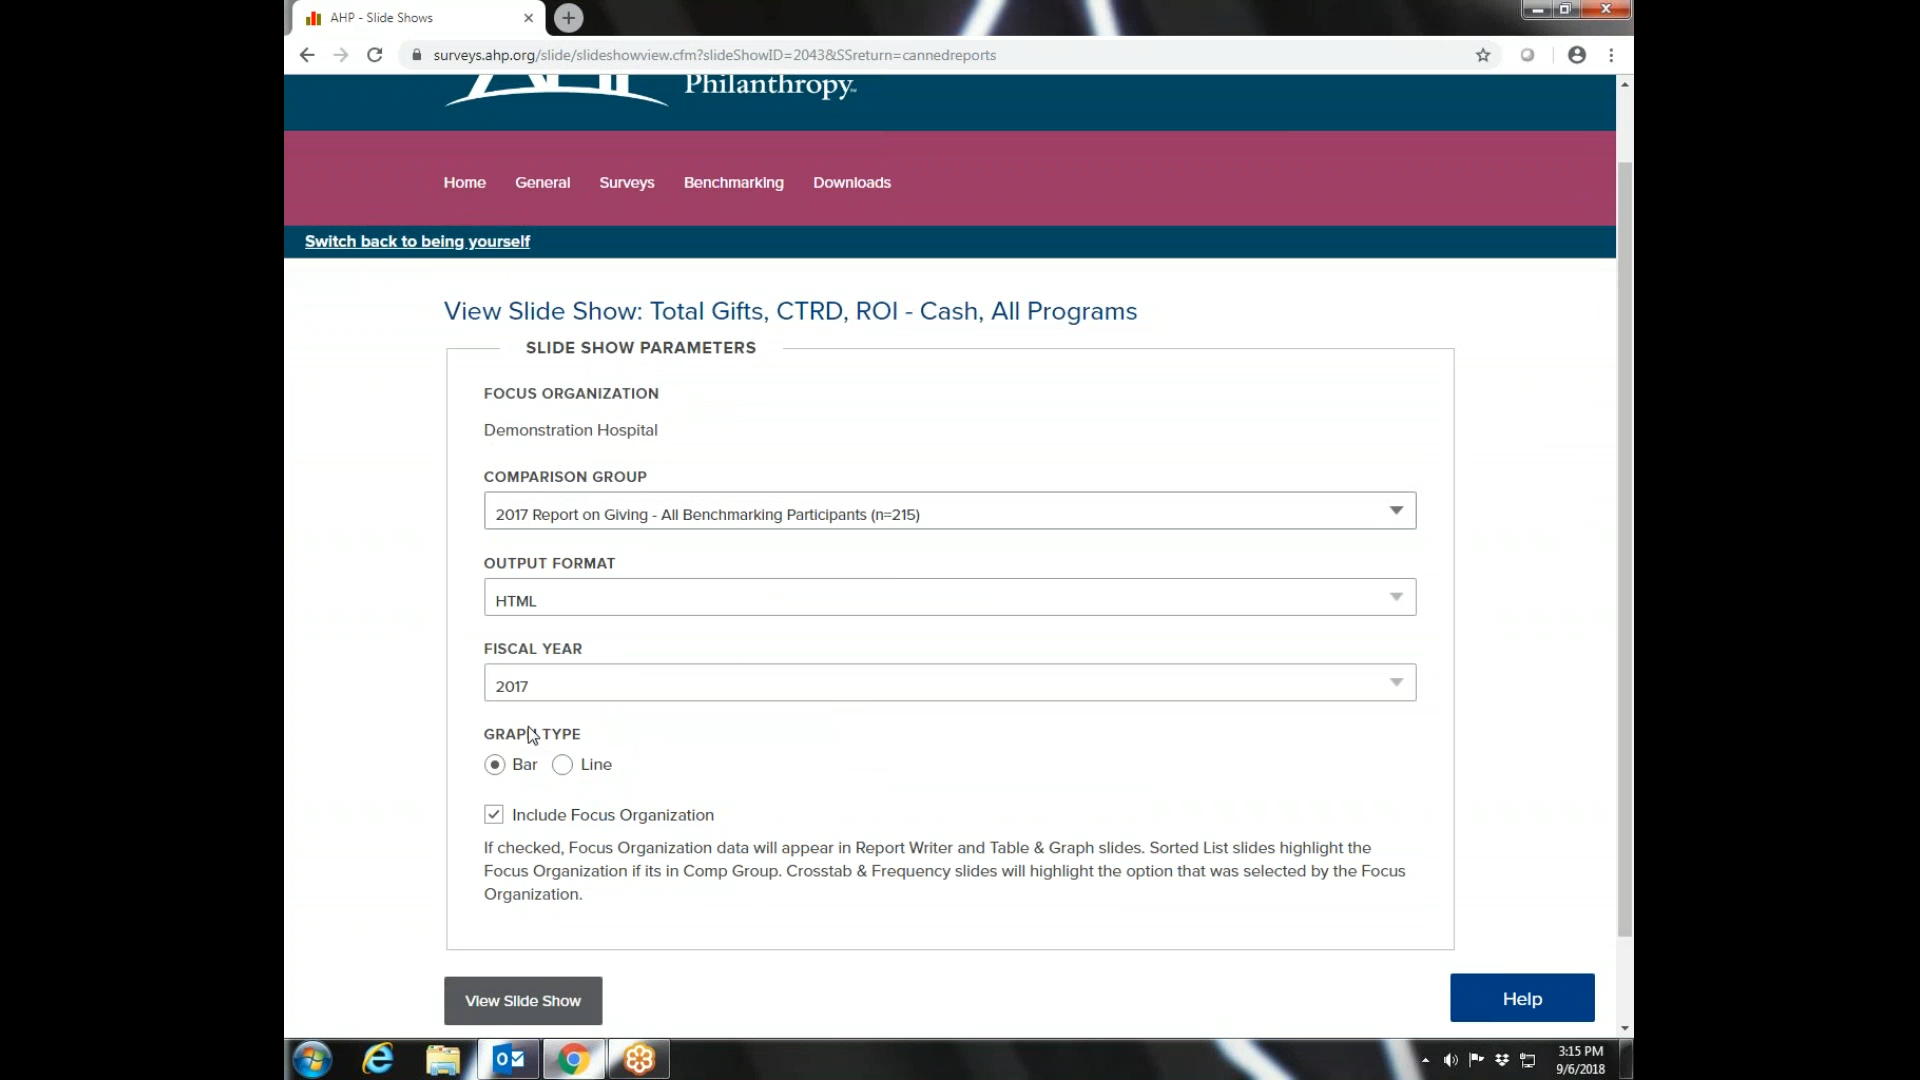 AHP - Slide Shows
surveys.ahp.org/slide/slideshowview.cfm?slideShowID=2043&SSreturn=cannedreports
Philanthropy
Home General Surveys Benchmarking Downloads
Switch back to being yourself
View Slide Show: Total Gifts, CTRD, ROI - Cash, All Programs
SLIDE SHOW PARAMETERS
FOCUS ORGANIZATION
Demonstration Hospital
COMPARISON GROUP
2017 Report on Giving - All Benchmarking Participants (n=215)
OUTPUT FORMAT
HTML
FISCAL YEAR
2017
GRAPH TYPE
Bar Line
Include Focus Organization
If checked, Focus Organization data will appear in Report Writer and Table & Graph slides. Sorted List slides highlight the
Focus Organization if its in Comp Group. Crosstab & Frequency slides will highlight the option that was selected by the Focus
Organization.
View Slide Show
Help
3:15 PM
9/6/2018